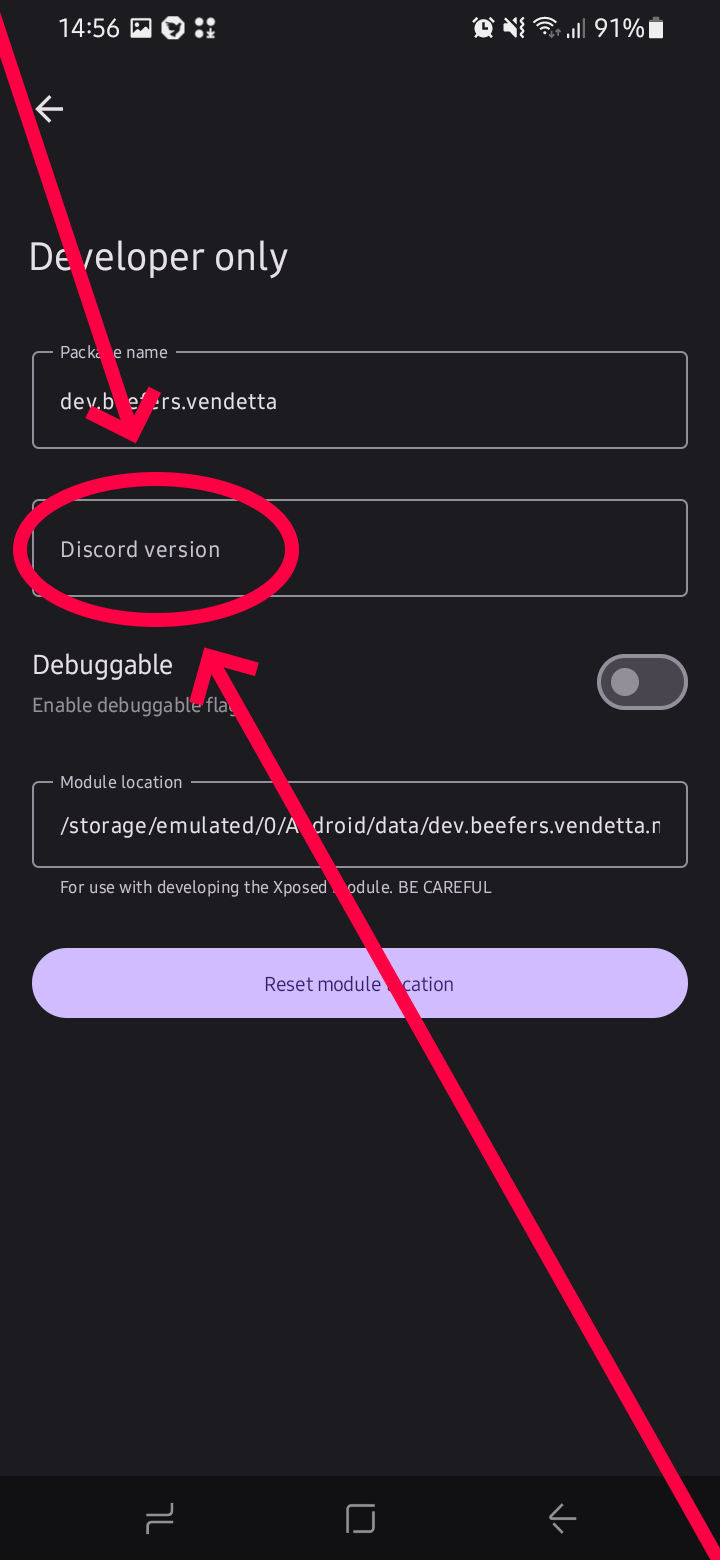 14:56
91%
Developer only
Package name
dev.beefers.vendetta
Discord version
Debuggable
Enable debuggable flag
Module location
/storage/emulated/0/Android/data/dev.beefers.vendetta.n
For use with developing the Xposed module. BE CAREFUL
Reset module location